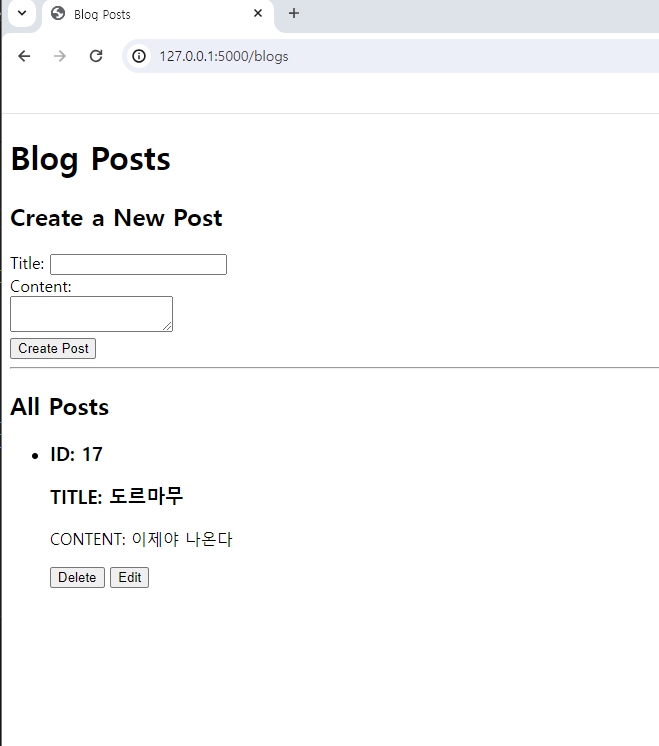 Blog Posts
127.0.0.1:5000/blogs
Blog Posts
Create a New Post
Title:
Content:
Create Post
All Posts
ID: 17
TITLE: 도르마무
CONTENT: 이제야 나온다
Delete Edit